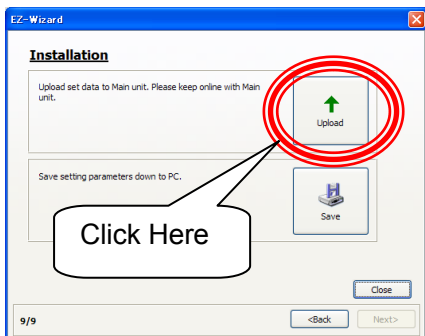 EZ-Wizard
Installation
Upload set data to Main unit. Please keep online with Main
unit.
Upload
Save setting parameters down to PC.
Save
Click Here
Close
9/9
<Back
Next>